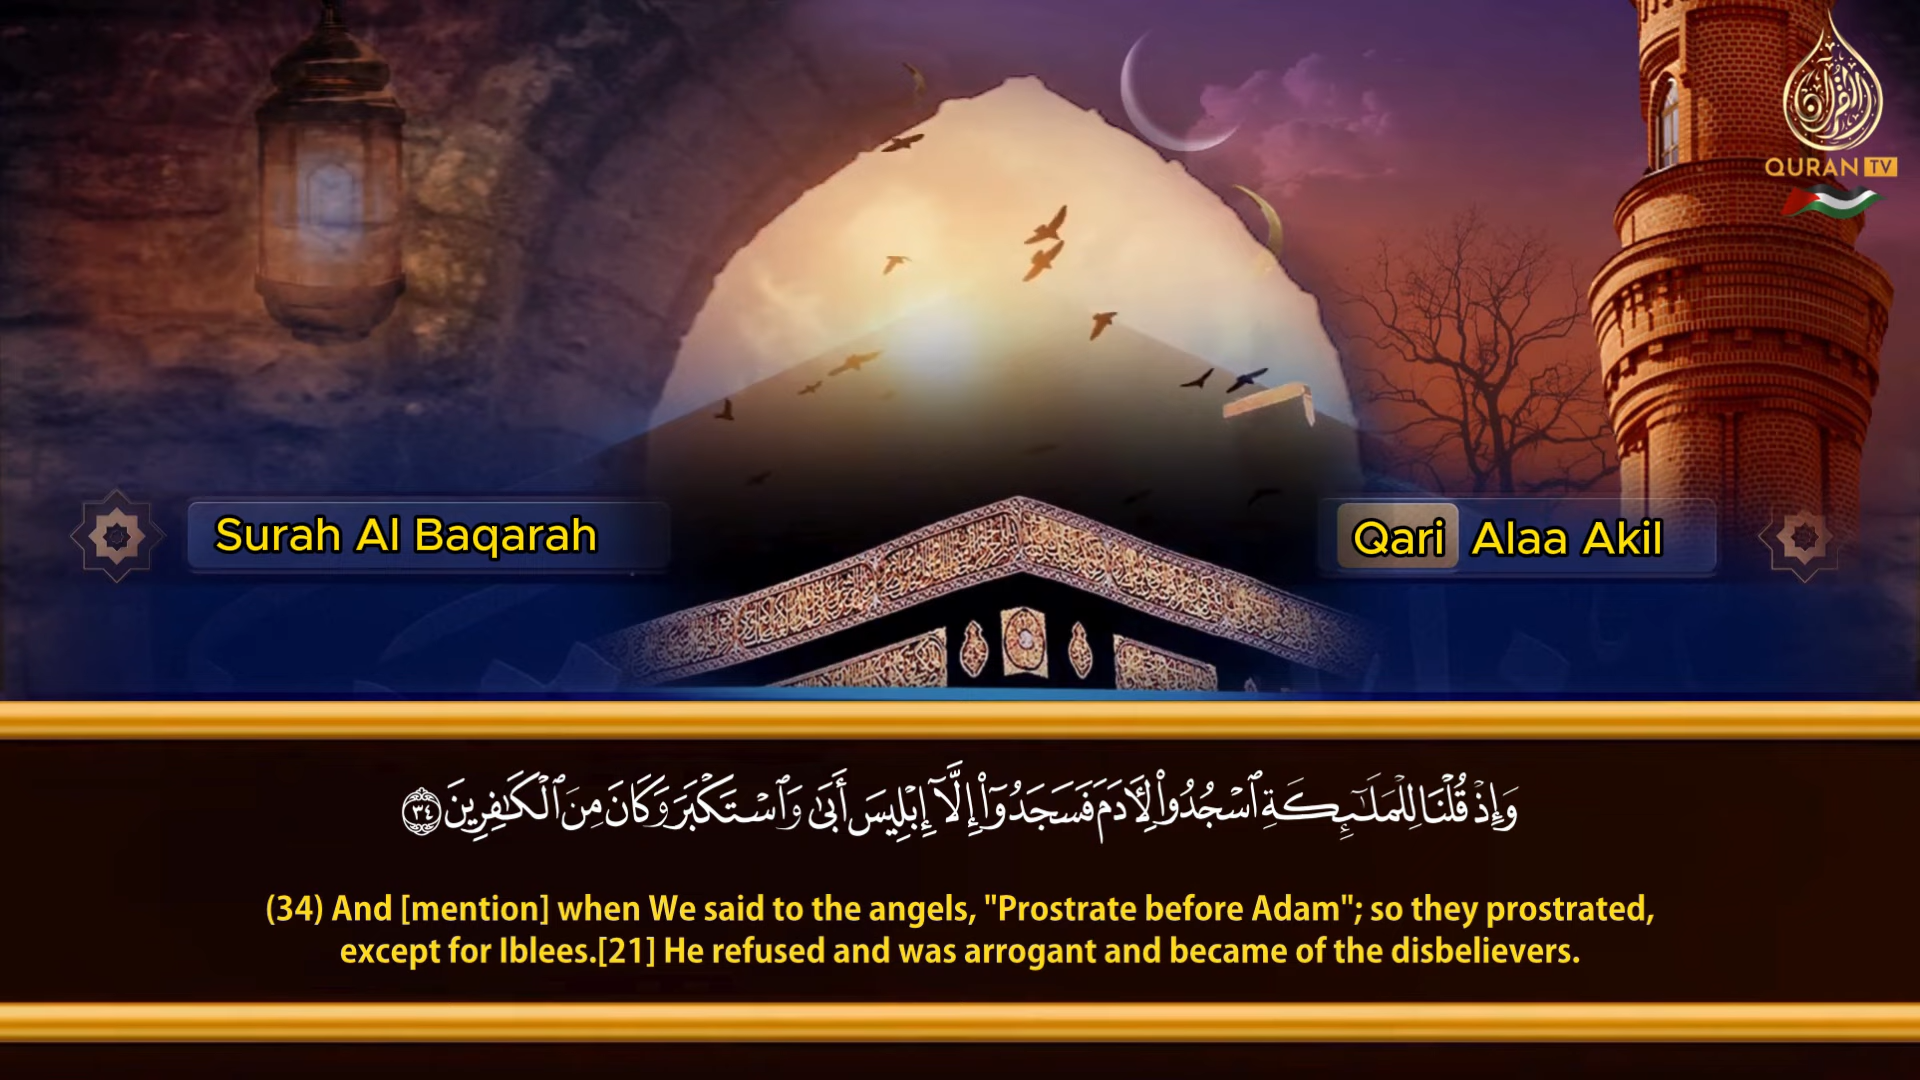 القرآن
QURAN TV
Surah Al Baqarah
Qari Alaa Akil
وَإِذْ قُلْنَا لِلْمَلَـٰٓئِكَةِ ٱسْجُدُوا۟ لِـَٔادَمَ فَسَجَدُوٓا۟ إِلَّآ إِبْلِيسَ أَبَىٰ وَٱسْتَكْبَرَ وَكَانَ مِنَ ٱلْكَـٰفِرِينَ ٣٤
(34) And [mention] when We said to the angels, "Prostrate before Adam"; so they prostrated,
except for Iblees.[21] He refused and was arrogant and became of the disbelievers.